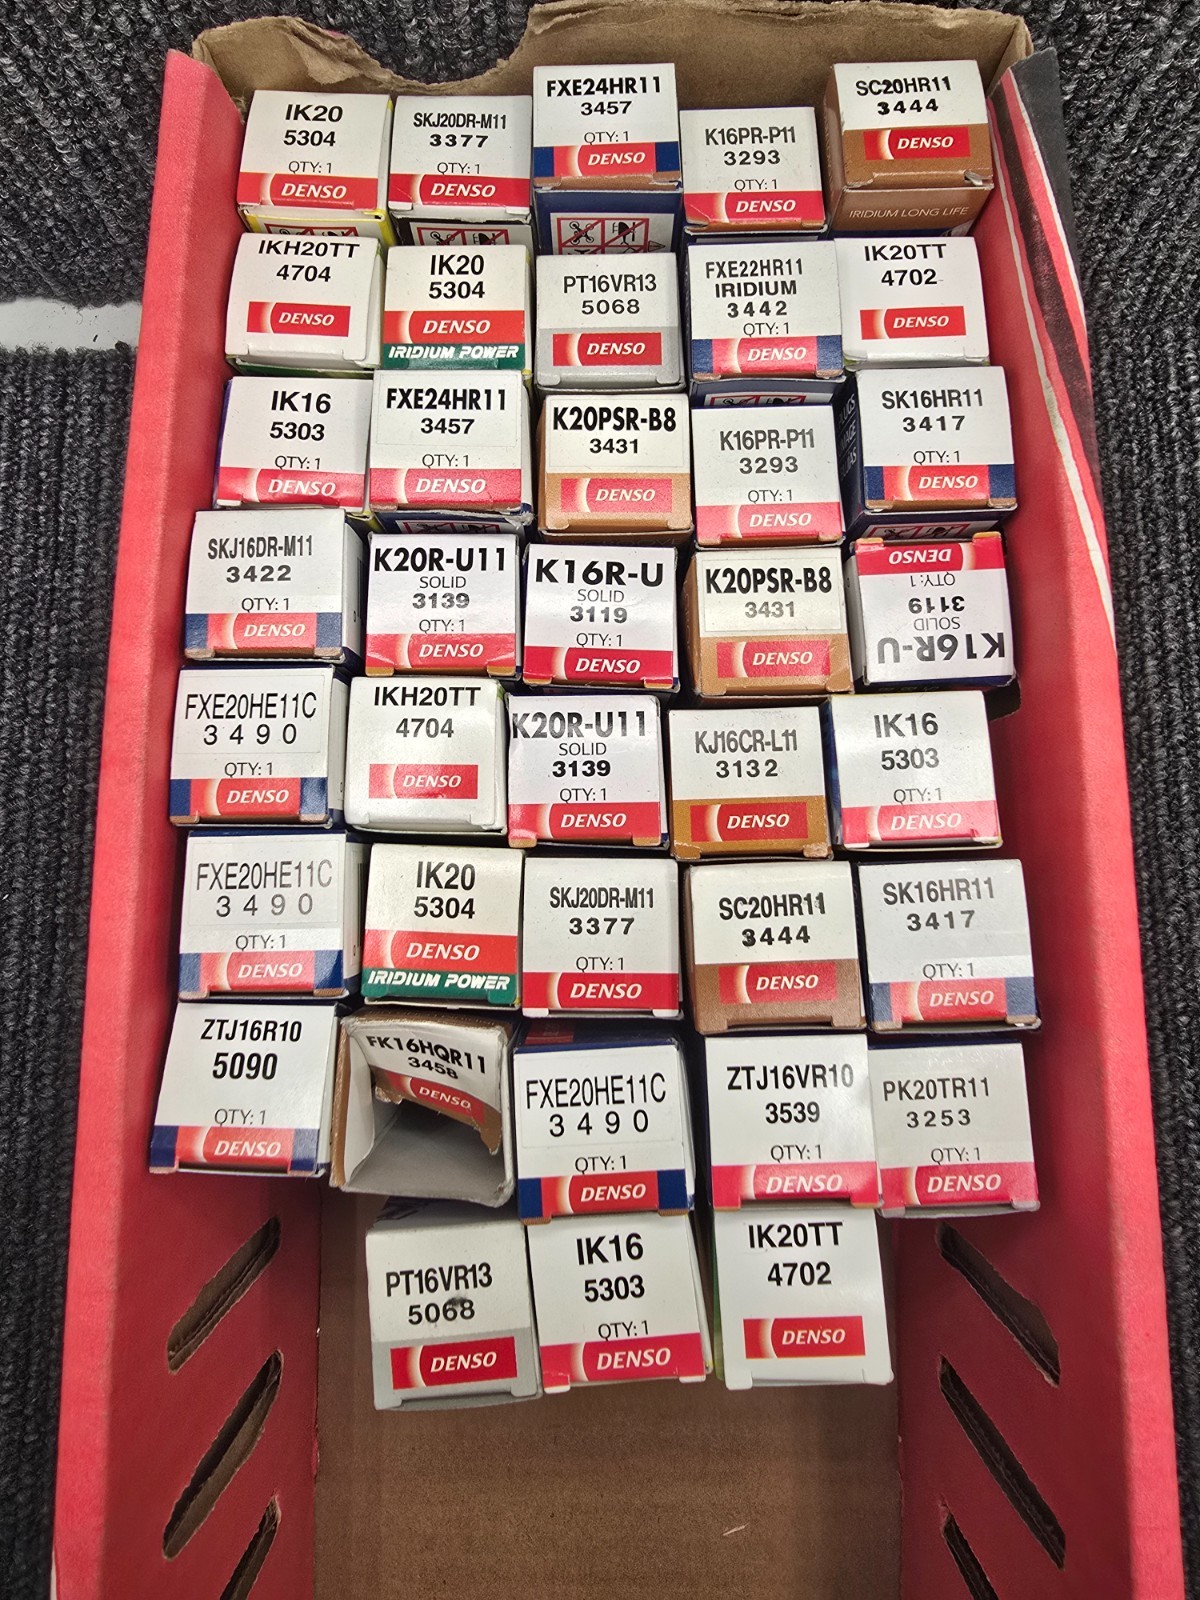 IK20
5304
QTY: 1
DENSO
SKJ20DR-M11
3377
QTY: 1
DENSO
FXE24HR11
3457
QTY: 1
DENSO
K16PR-P11
3293
QTY: 1
DENSO
SC20HR11
3444
DENSO
IRIDIUM LONG LIFE
IKH20TT
4704
DENSO
IK20
5304
DENSO
IRIDIUM POWER
PT16VR13
5068
DENSO
FXE22HR11
IRIDIUM
3442
QTY: 1
DENSO
IK20TT
4702
DENSO
IK16
5303
QTY: 1
DENSO
FXE24HR11
3457
QTY: 1
DENSO
K20PSR-B8
3431
DENSO
K16PR-P11
3293
QTY: 1
DENSO
SK16HR11
3417
QTY: 1
DENSO
SKJ16DR-M11
3422
QTY: 1
DENSO
K20R-U11
SOLID
3139
QTY: 1
DENSO
K16R-U
SOLID
3119
QTY: 1
DENSO
K20PSR-B8
3431
DENSO
K16R-U
SOLID
3119
QTY: 1
DENSO
FXE20HE11C
3490
QTY: 1
DENSO
IKH20TT
4704
DENSO
K20R-U11
SOLID
3139
QTY: 1
DENSO
KJ16CR-L11
3132
DENSO
IK16
5303
QTY: 1
DENSO
FXE20HE11C
3490
QTY: 1
DENSO
IK20
5304
DENSO
IRIDIUM POWER
SKJ20DR-M11
3377
QTY: 1
DENSO
SC20HR11
3444
DENSO
SK16HR11
3417
QTY: 1
DENSO
ZTJ16R10
5090
QTY: 1
DENSO
FK16HQR11
3458
DENSO
FXE20HE11C
3490
QTY: 1
DENSO
ZTJ16VR10
3539
QTY: 1
DENSO
PK20TR11
3253
QTY: 1
DENSO
PT16VR13
5068
DENSO
IK16
5303
QTY: 1
DENSO
IK20TT
4702
DENSO